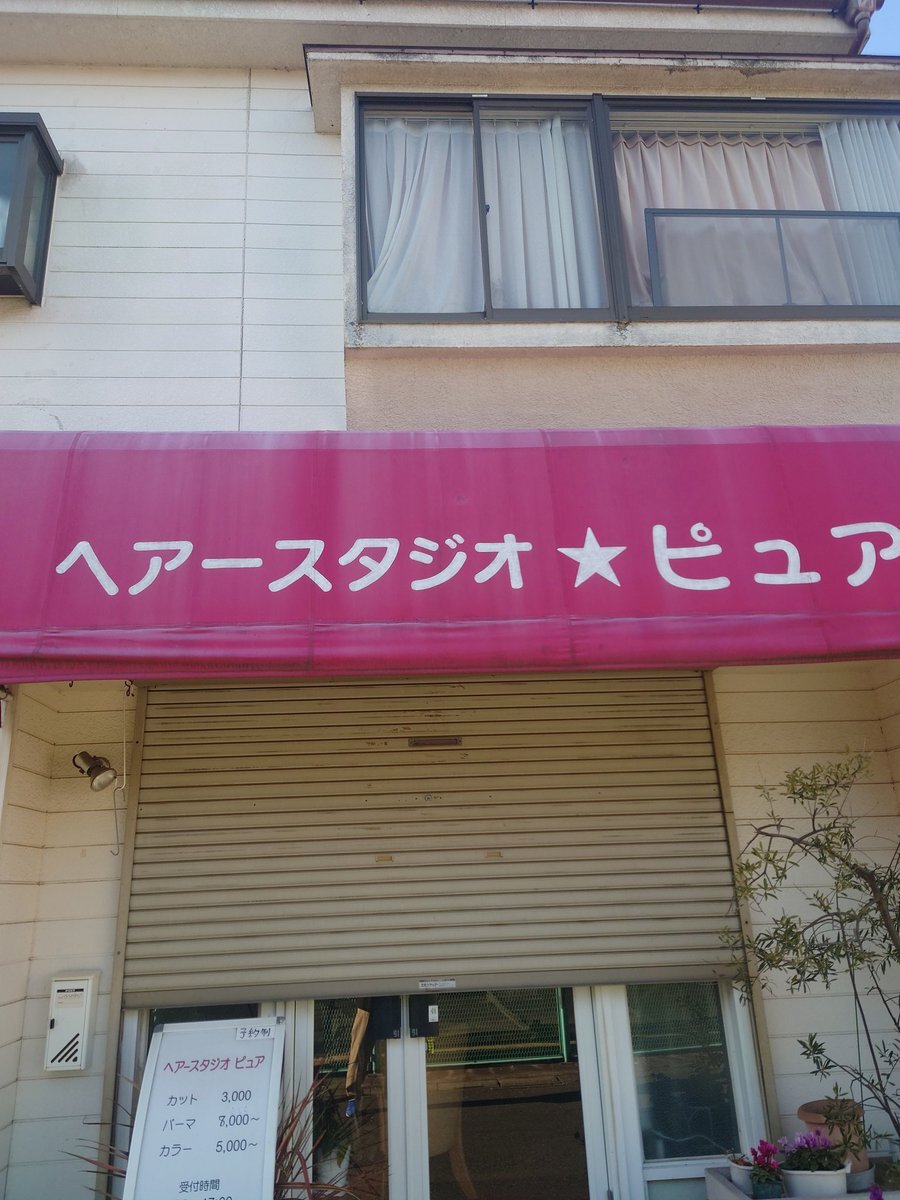 ヘアースタジオ★ピュア
予約制
ヘアースタジオ ピュア
カット 3,000
パーマ 8,000～
カラー 5,000～
受付時間